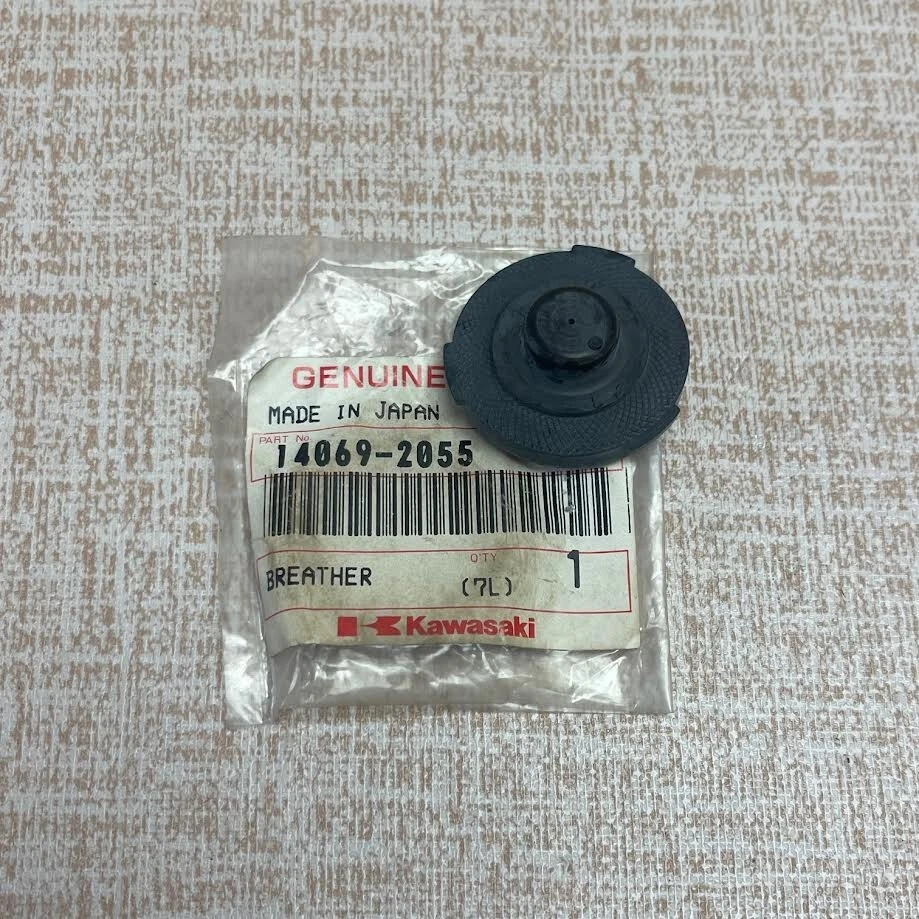 GENUINE
MADE IN JAPAN
PART No.
14069-2055
Q'TY
BREATHER (7L) 1
Kawasaki